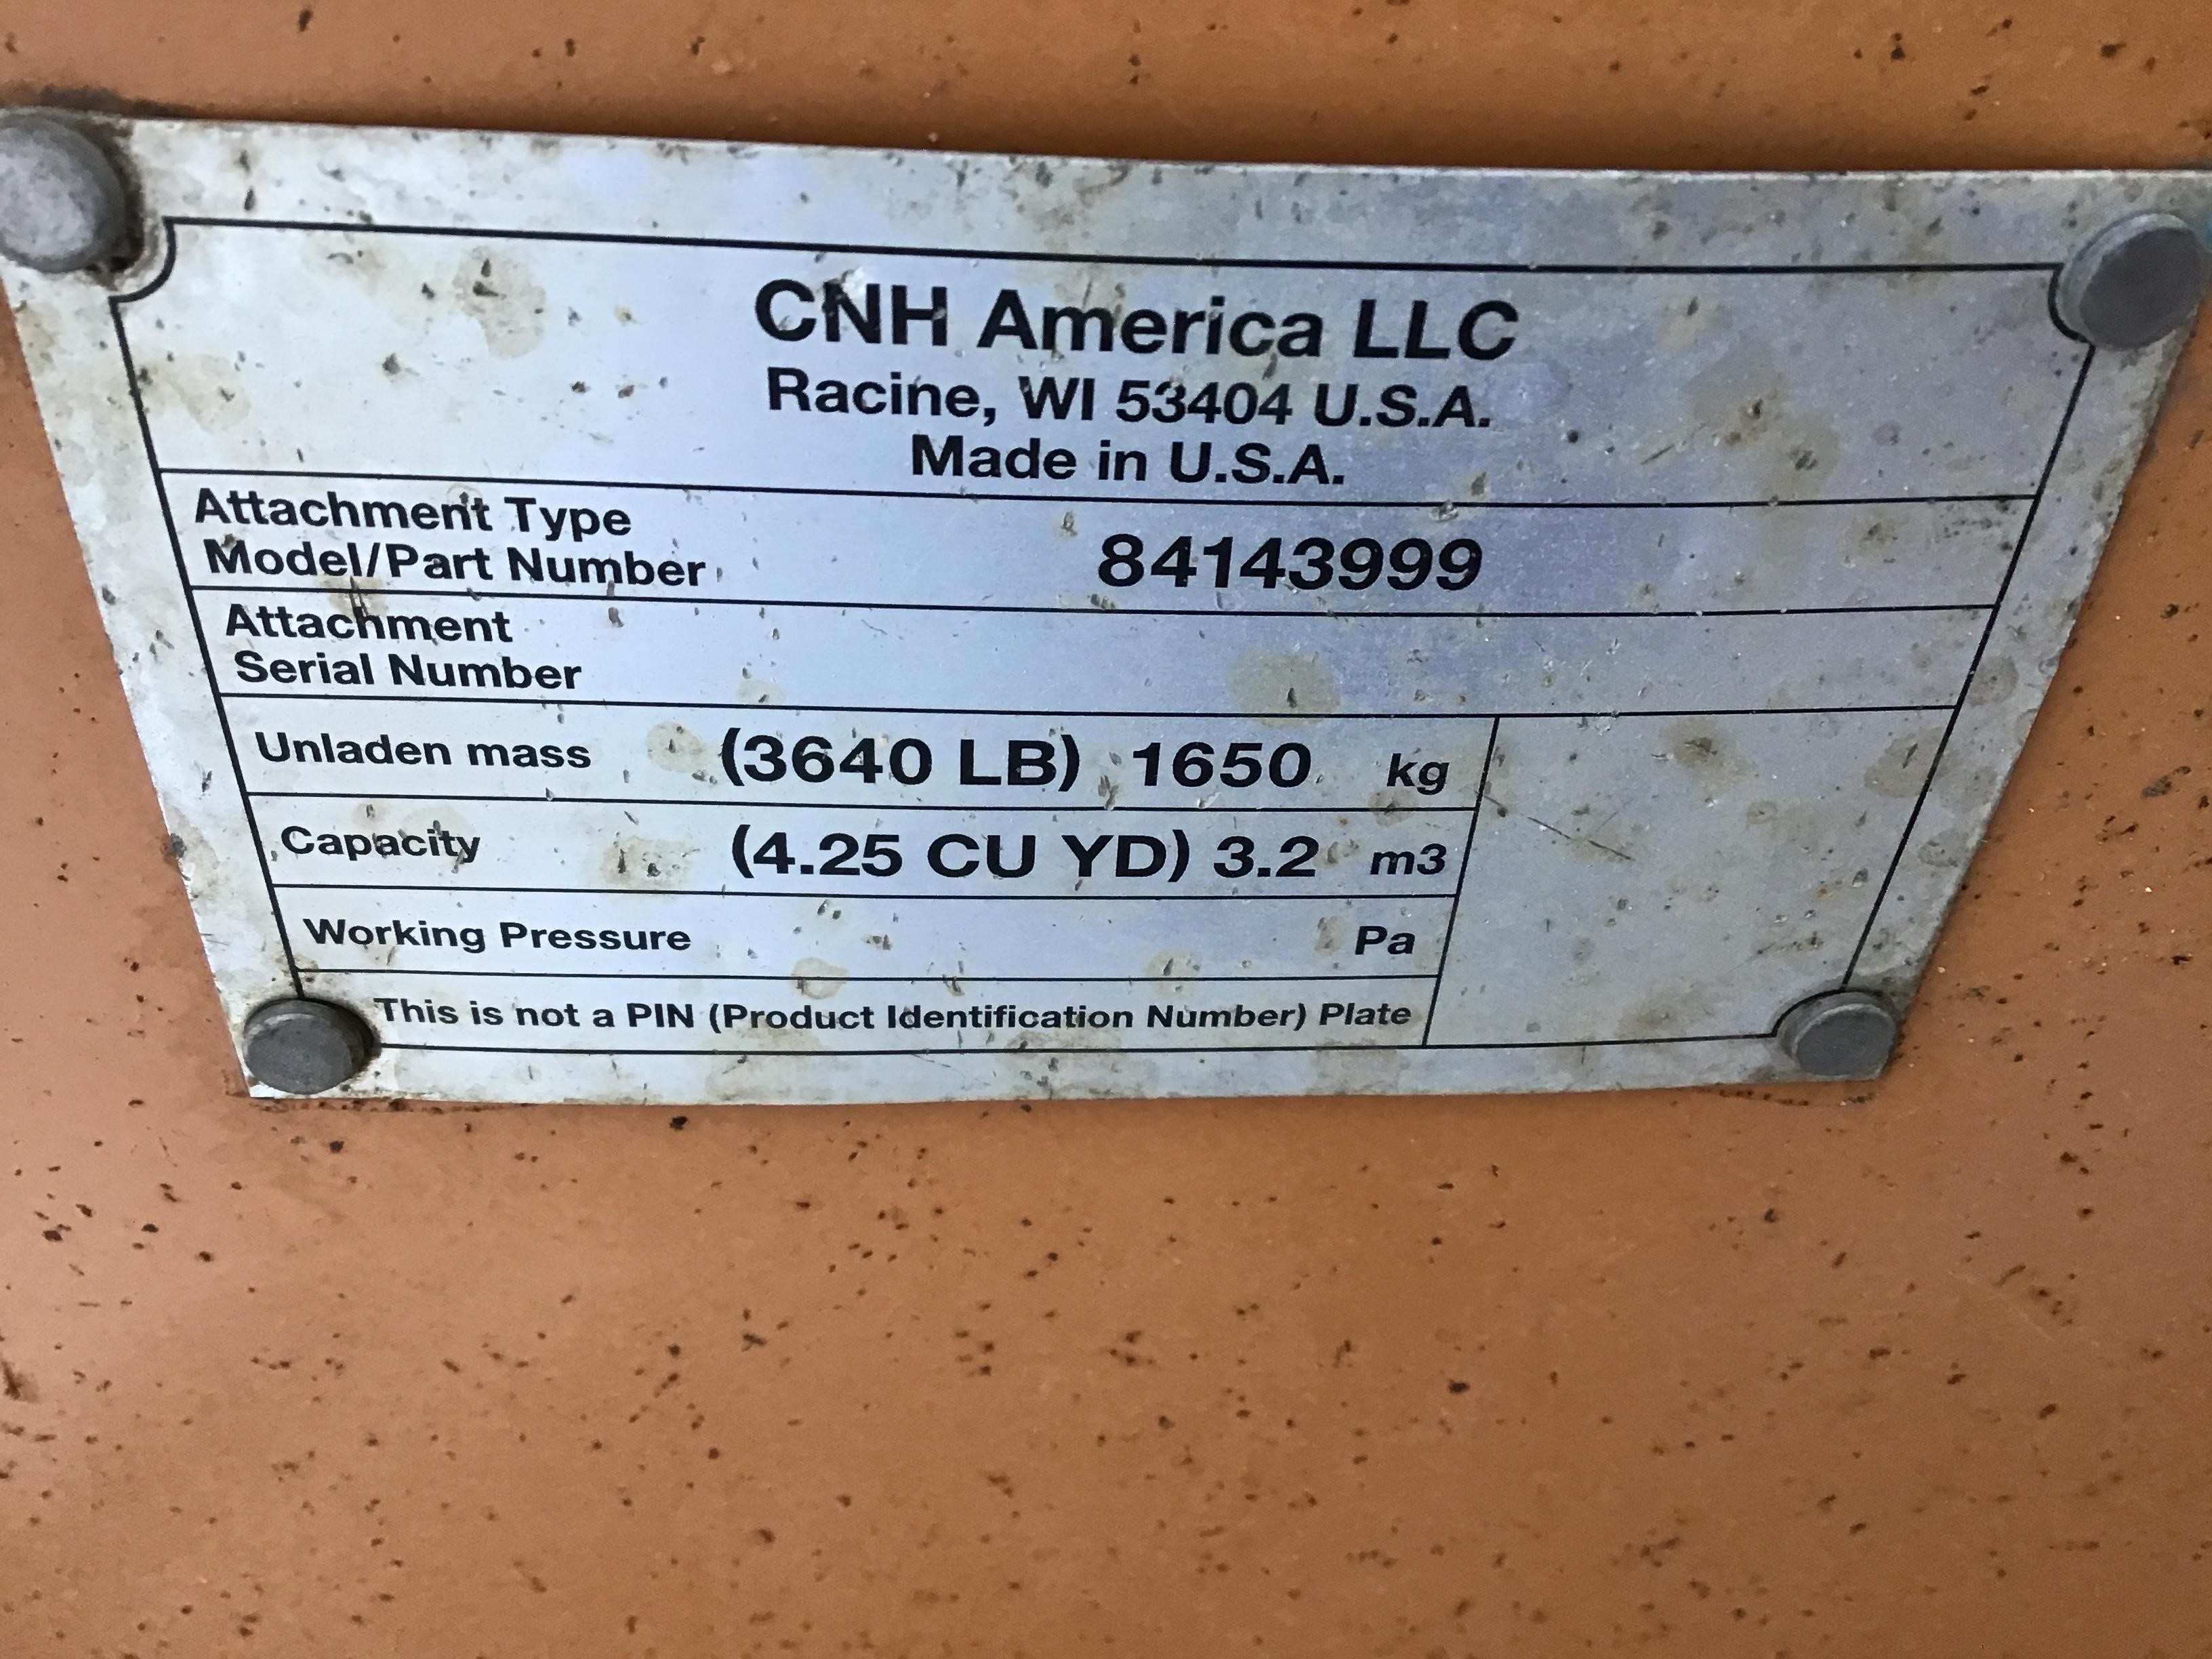 CNH America LLC
Racine, WI 53404 U.S.A.
Made in U.S.A.
Attachment Type
Model/Part Number 84143999
Attachment
Serial Number
Unladen mass (3640 LB) 1650 kg
Capacity (4.25 CU YD) 3.2 m3
Working Pressure Pa
This is not a PIN (Product Identification Number) Plate